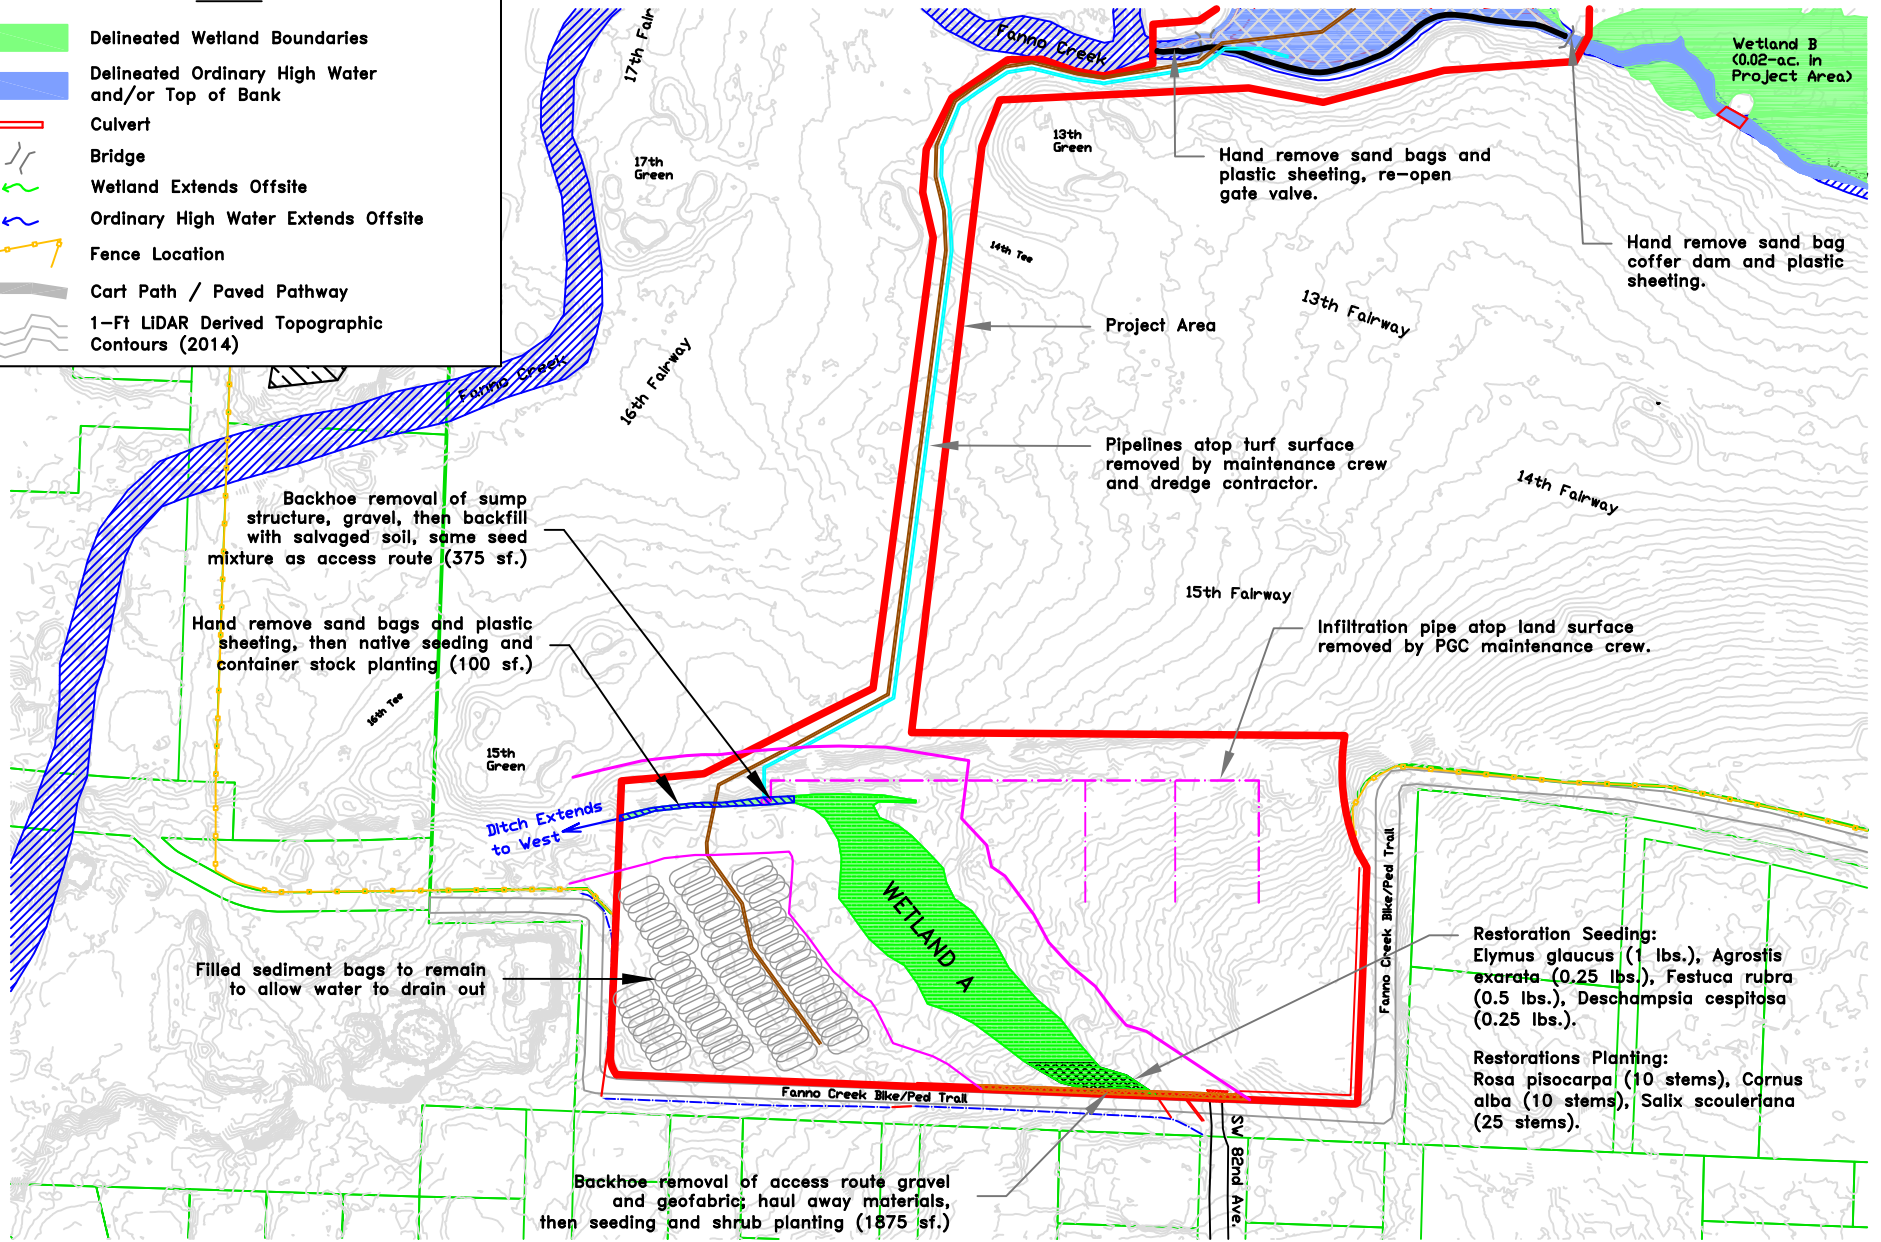 Delineated Wetland Boundaries
Delineated Ordinary High Water
and/or Top of Bank
Culvert
Bridge
Wetland Extends Offsite
Ordinary High Water Extends Offsite
Fence Location
Cart Path / Paved Pathway
1-Ft LiDAR Derived Topographic
Contours (2014)
17th Fair
Fanno Creek
Wetland B
(0.02-ac. in
Project Area)
17th
Green
13th
Green
Hand remove sand bags and
plastic sheeting, re-open
gate valve.
14th Tee
Hand remove sand bag
coffer dam and plastic
sheeting.
13th Fairway
Project Area
16th Fairway
Fanno Creek
Pipelines atop turf surface
removed by maintenance crew
and dredge contractor.
14th Fairway
Backhoe removal of sump
structure, gravel, then backfill
with salvaged soil, same seed
mixture as access route (375 sf.)
15th Fairway
Hand remove sand bags and plastic
sheeting, then native seeding and
container stock planting (100 sf.)
Infiltration pipe atop land surface
removed by PGC maintenance crew.
16th Tee
15th
Green
Ditch Extends
to West
WETLAND A
Fanno Creek Bike/Ped Trail
Filled sediment bags to remain
to allow water to drain out
Restoration Seeding:
Elymus glaucus (1 lbs.), Agrostis
exarata (0.25 lbs.), Festuca rubra
(0.5 lbs.), Deschampsia cespitosa
(0.25 lbs.).
Restorations Planting:
Rosa pisocarpa (10 stems), Cornus
alba (10 stems), Salix scouleriana
(25 stems).
Fanno Creek Bike/Ped Trail
SW 82nd Ave.
Backhoe removal of access route gravel
and geofabric; haul away materials,
then seeding and shrub planting (1875 sf.)